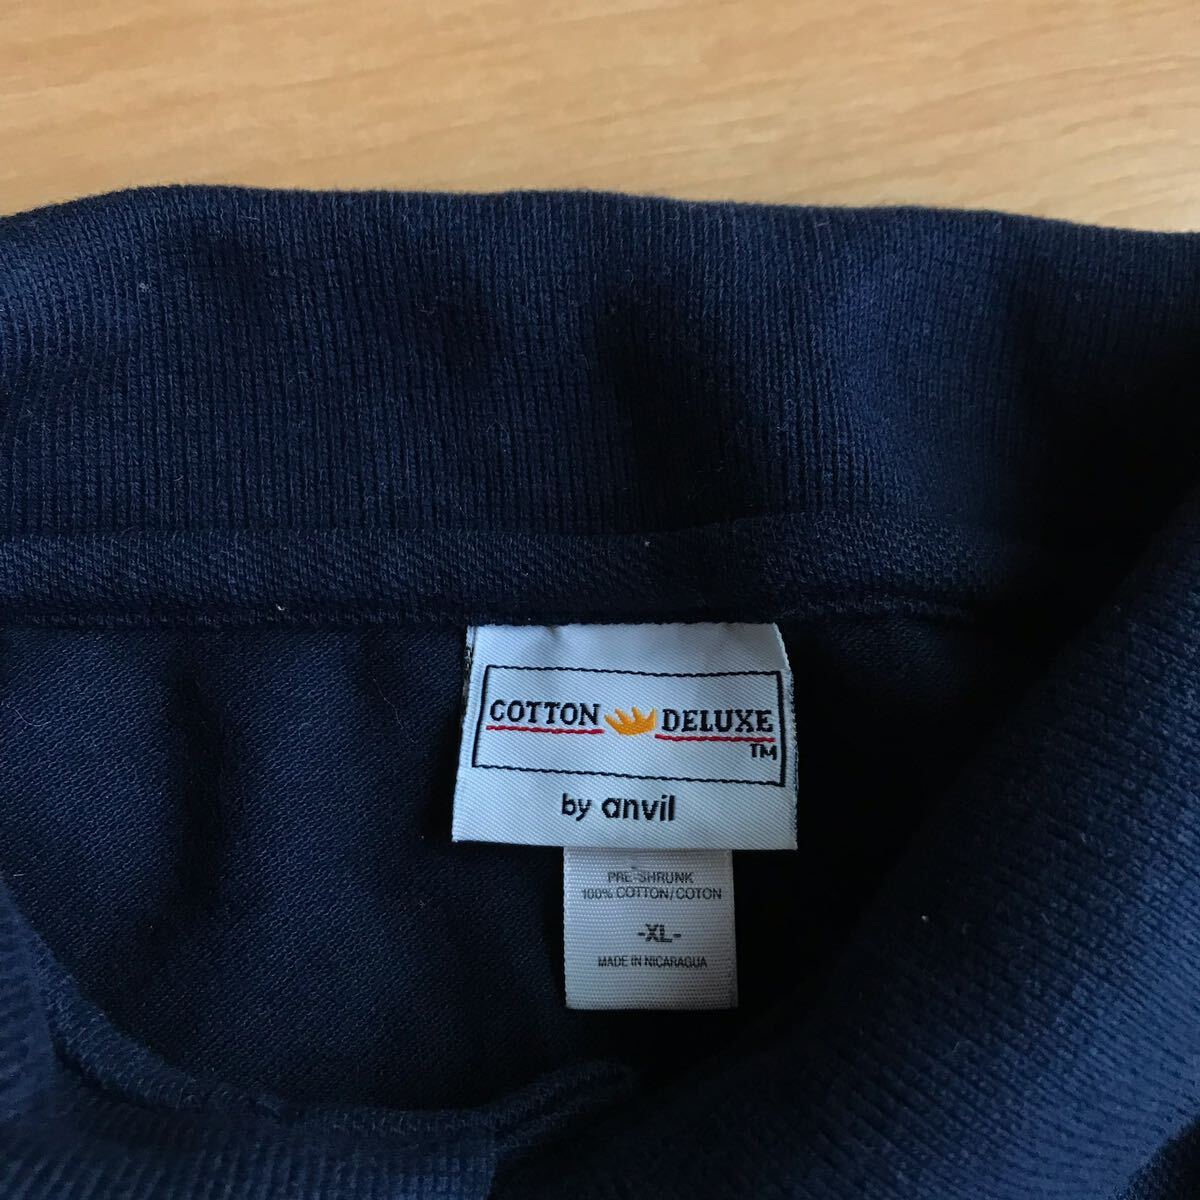 COTTON DELUXE
TM
by anvil
PRE-SHRUNK
100% COTTON/COTON
-XL-
MADE IN NICARAGUA